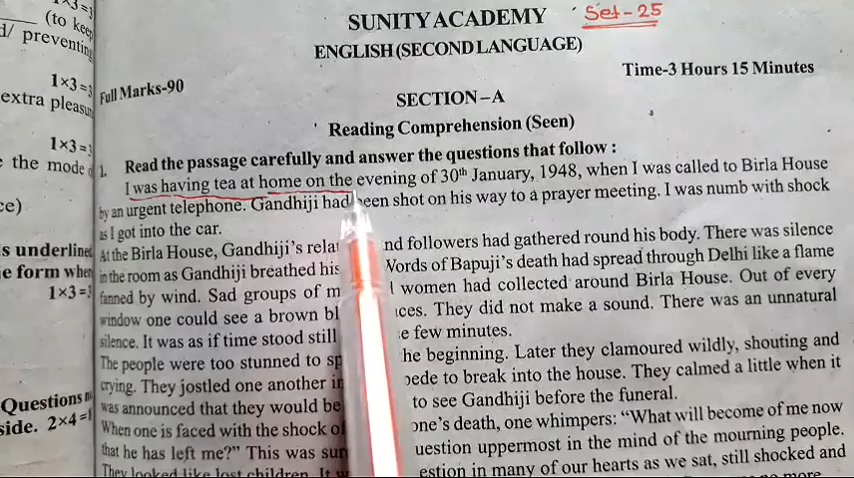 1×3=3
(to keep
d/ preventing
1×3=3
extra pleasu
1×3=3
e the mode
ce)
s underlined
e form when
1×3=3
Questions
side. 2×4=
SUNITY ACADEMY Set-25
ENGLISH (SECOND LANGUAGE)
Full Marks-90 Time-3 Hours 15 Minutes
SECTION-A
Reading Comprehension (Seen)
1. Read the passage carefully and answer the questions that follow :
I was having tea at home on the evening of 30th January, 1948, when I was called to Birla House
by an urgent telephone. Gandhiji had been shot on his way to a prayer meeting. I was numb with shock
as I got into the car.
At the Birla House, Gandhiji's rela nd followers had gathered round his body. There was silence
in the room as Gandhiji breathed his Words of Bapuji's death had spread through Delhi like a flame
fanned by wind. Sad groups of m women had collected around Birla House. Out of every
window one could see a brown bl aces. They did not make a sound. There was an unnatural
silence. It was as if time stood still e few minutes.
The people were too stunned to sp he beginning. Later they clamoured wildly, shouting and
crying. They jostled one another in pede to break into the house. They calmed a little when it
was announced that they would be to see Gandhiji before the funeral.
When one is faced with the shock of one's death, one whimpers: "What will become of me now
that he has left me?" This was sur uestion uppermost in the mind of the mourning people.
They looked like lost children. It w estion in many of our hearts as we sat, still shocked and